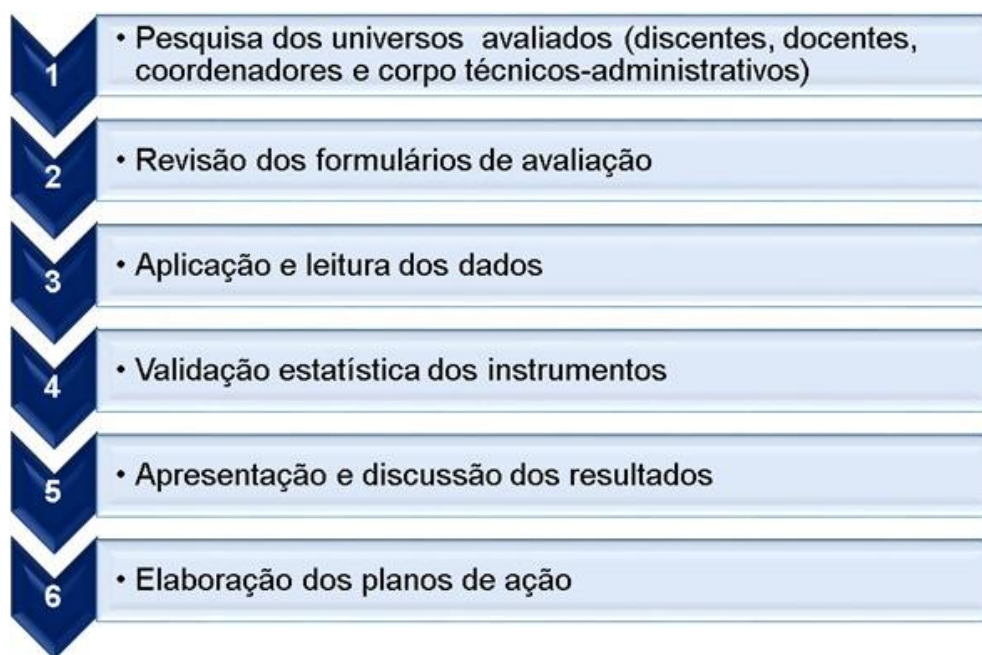 1
• Pesquisa dos universos avaliados (discentes, docentes,
coordenadores e corpo técnicos-administrativos)
2
• Revisão dos formulários de avaliação
3
• Aplicação e leitura dos dados
4
• Validação estatística dos instrumentos
5
• Apresentação e discussão dos resultados
6
• Elaboração dos planos de ação